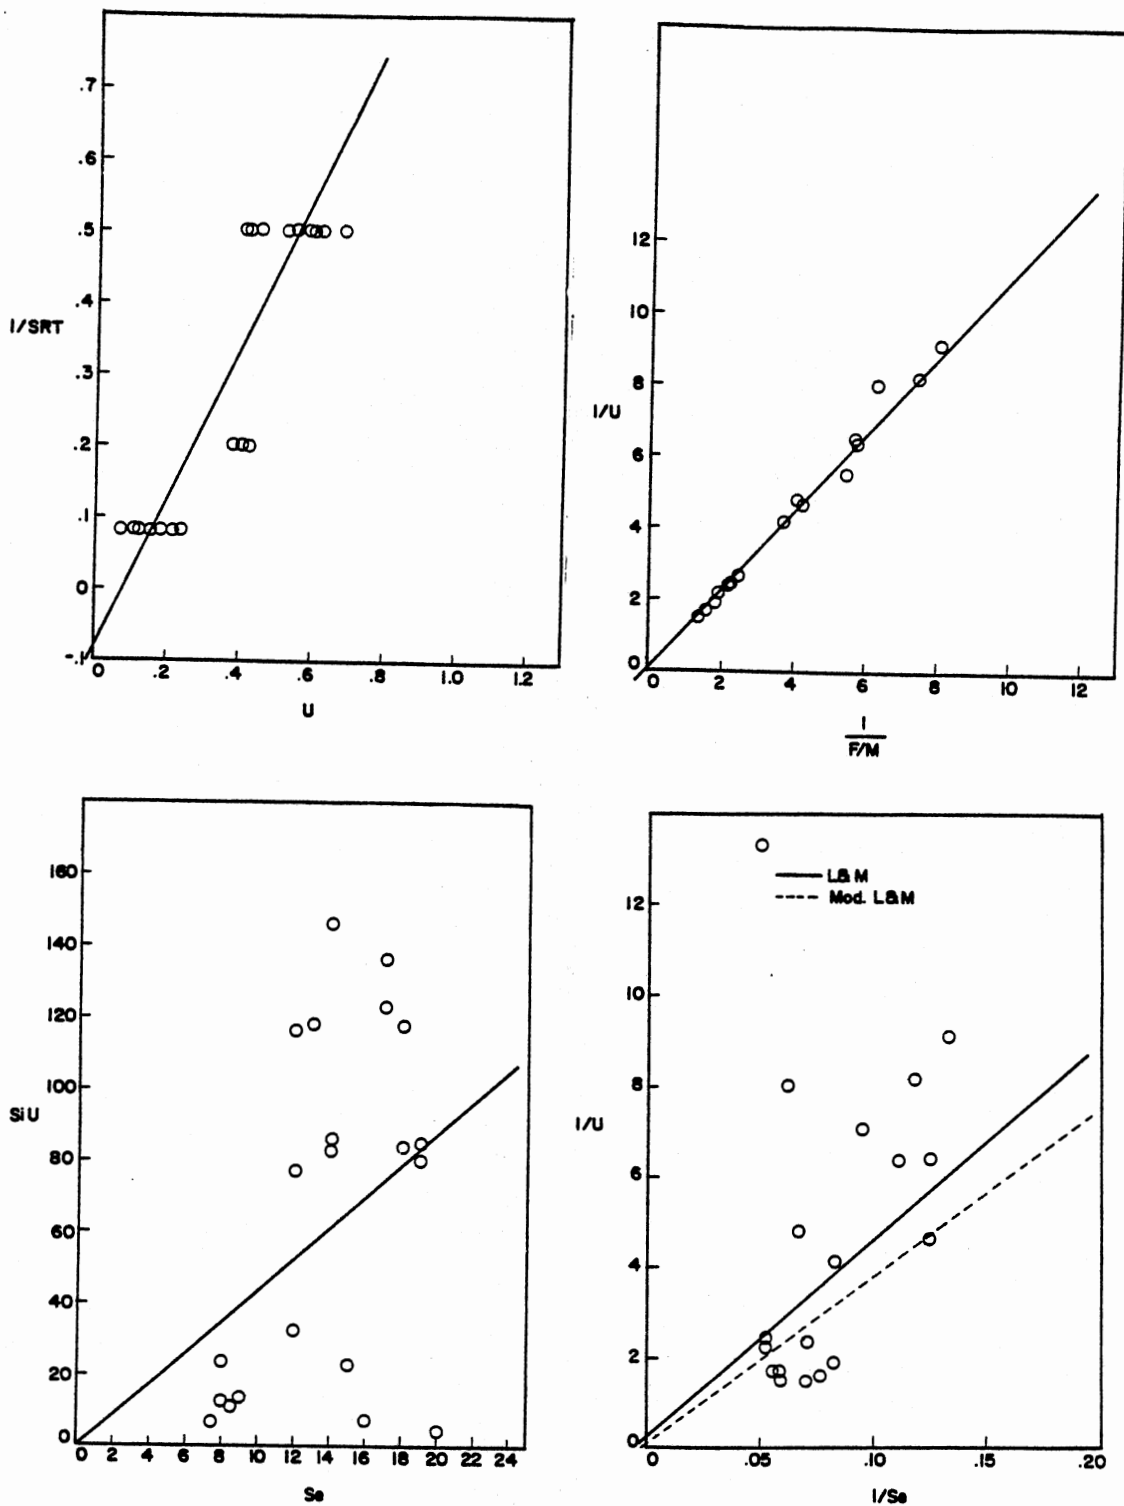 .7
.6
.5
.4
I/SRT
.3
.2
.1
0
-.1
0 .2 .4 .6 .8 1.0 1.2
U
12
10
8
I/U
6
4
2
0
0 2 4 6 8 10 12
I
F/M
160
140
120
100
SiU
80
60
40
20
0
0 2 4 6 8 10 12 14 16 18 20 22 24
Se
L&M
Mod. L&M
12
10
8
I/U
6
4
2
0
0 .05 .10 .15 .20
I/Se